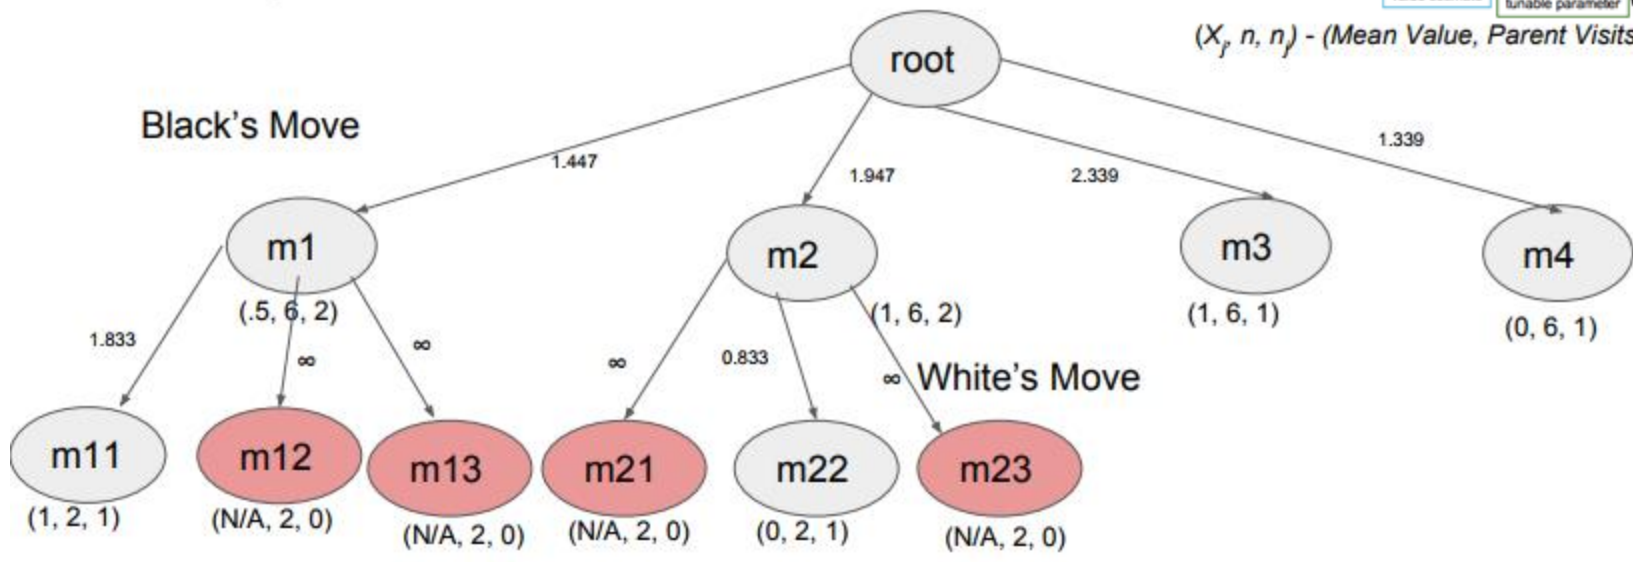 tunable parameter
(Xj, n, nj) - (Mean Value, Parent Visits
root
Black's Move
1.447
1.947
2.339
1.339
m1
(.5, 6, 2)
m2
(1, 6, 2)
m3
(1, 6, 1)
m4
(0, 6, 1)
1.833
∞
∞
∞
0.833
∞
White's Move
m11
(1, 2, 1)
m12
(N/A, 2, 0)
m13
(N/A, 2, 0)
m21
(N/A, 2, 0)
m22
(0, 2, 1)
m23
(N/A, 2, 0)